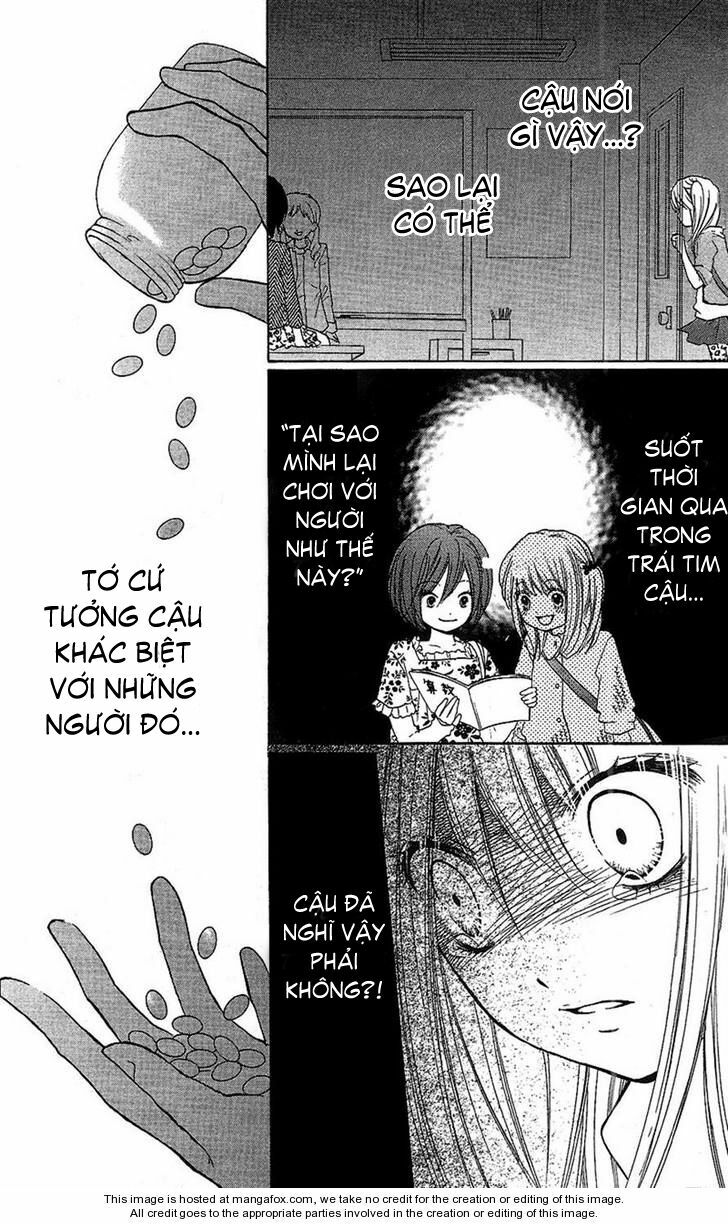 CẬU NÓI
GÌ VẬY...?
SAO LẠI
CÓ THỂ
SUỐT
THỜI
GIAN QUA
TRONG
TRÁI TIM
CẬU...
“TẠI SAO
MÌNH LẠI
CHƠI VỚI
NGƯỜI
NHƯ THẾ
NÀY?”
算数
CẬU ĐÃ
NGHĨ VẬY
PHẢI
KHÔNG?!
TỚ CỨ
TƯỞNG CẬU
KHÁC BIỆT
VỚI NHỮNG
NGƯỜI ĐÓ...
This image is hosted at mangafox.com, we take no credit for the creation or editing of this image.
All credit goes to the appropriate parties involved in the creation or editing of this image.